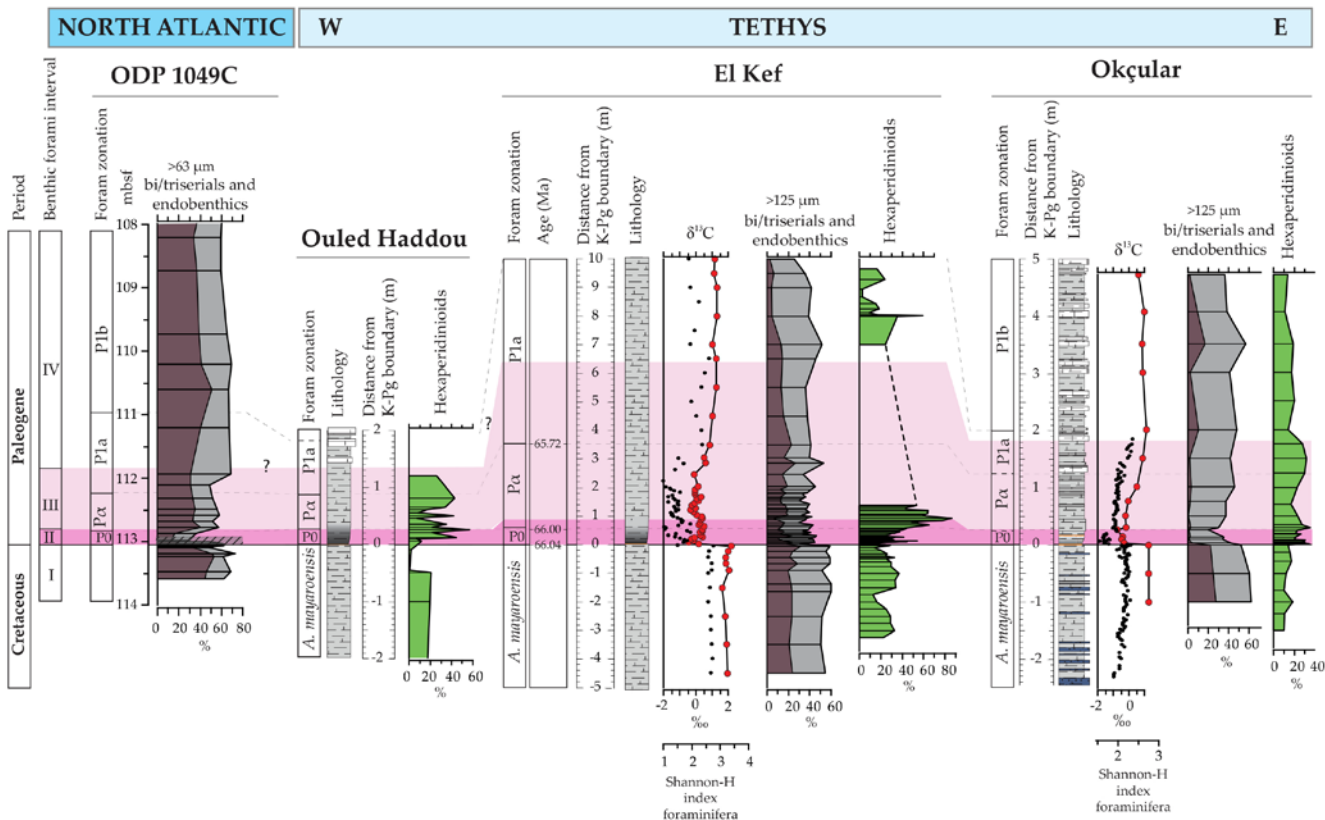 NORTH ATLANTIC
W
TETHYS
E
ODP 1049C
El Kef
Okçular
Ouled Haddou
Period
Benthic forami interval
Foram zonation
mbsf
>63 µm
bi/triserials and
endobenthics
0 20 40 60 80
108
109
110
111
112
113
114
0 20 40 60 80
%
Paleogene
Cretaceous
IV
III
II
I
P1b
P1a
Pα
P0
?
Foram zonation
Lithology
Distance from
K-Pg boundary (m)
Hexaperidinioids
P1a
Pα
P0
A. mayaroensis
2
1
0
-1
-2
0 20 40 60
%
?
Foram zonation
Age (Ma)
Distance from
K-Pg boundary (m)
Lithology
δ¹³C
>125 µm
bi/triserials and
endobenthics
Hexaperidinioids
P1a
Pα
P0
A. mayaroensis
65.72
66.00
66.04
10
9
8
7
6
5
4
3
2
1
0
-1
-2
-3
-4
-5
-2 0 2
‰
1 2 3 4
Shannon-H
index
foraminifera
0 20 40 60
%
0 20 40 60 80
%
Foram zonation
Distance from
K-Pg boundary (m)
Lithology
δ¹³C
>125 µm
bi/triserials and
endobenthics
Hexaperidinioids
P1b
P1a
Pα
P0
A. mayaroensis
5
4
3
2
1
0
-1
-2
-2 0
‰
2 3
Shannon-H
index
foraminifera
0 20 40 60
%
0 10 20 30 40
%